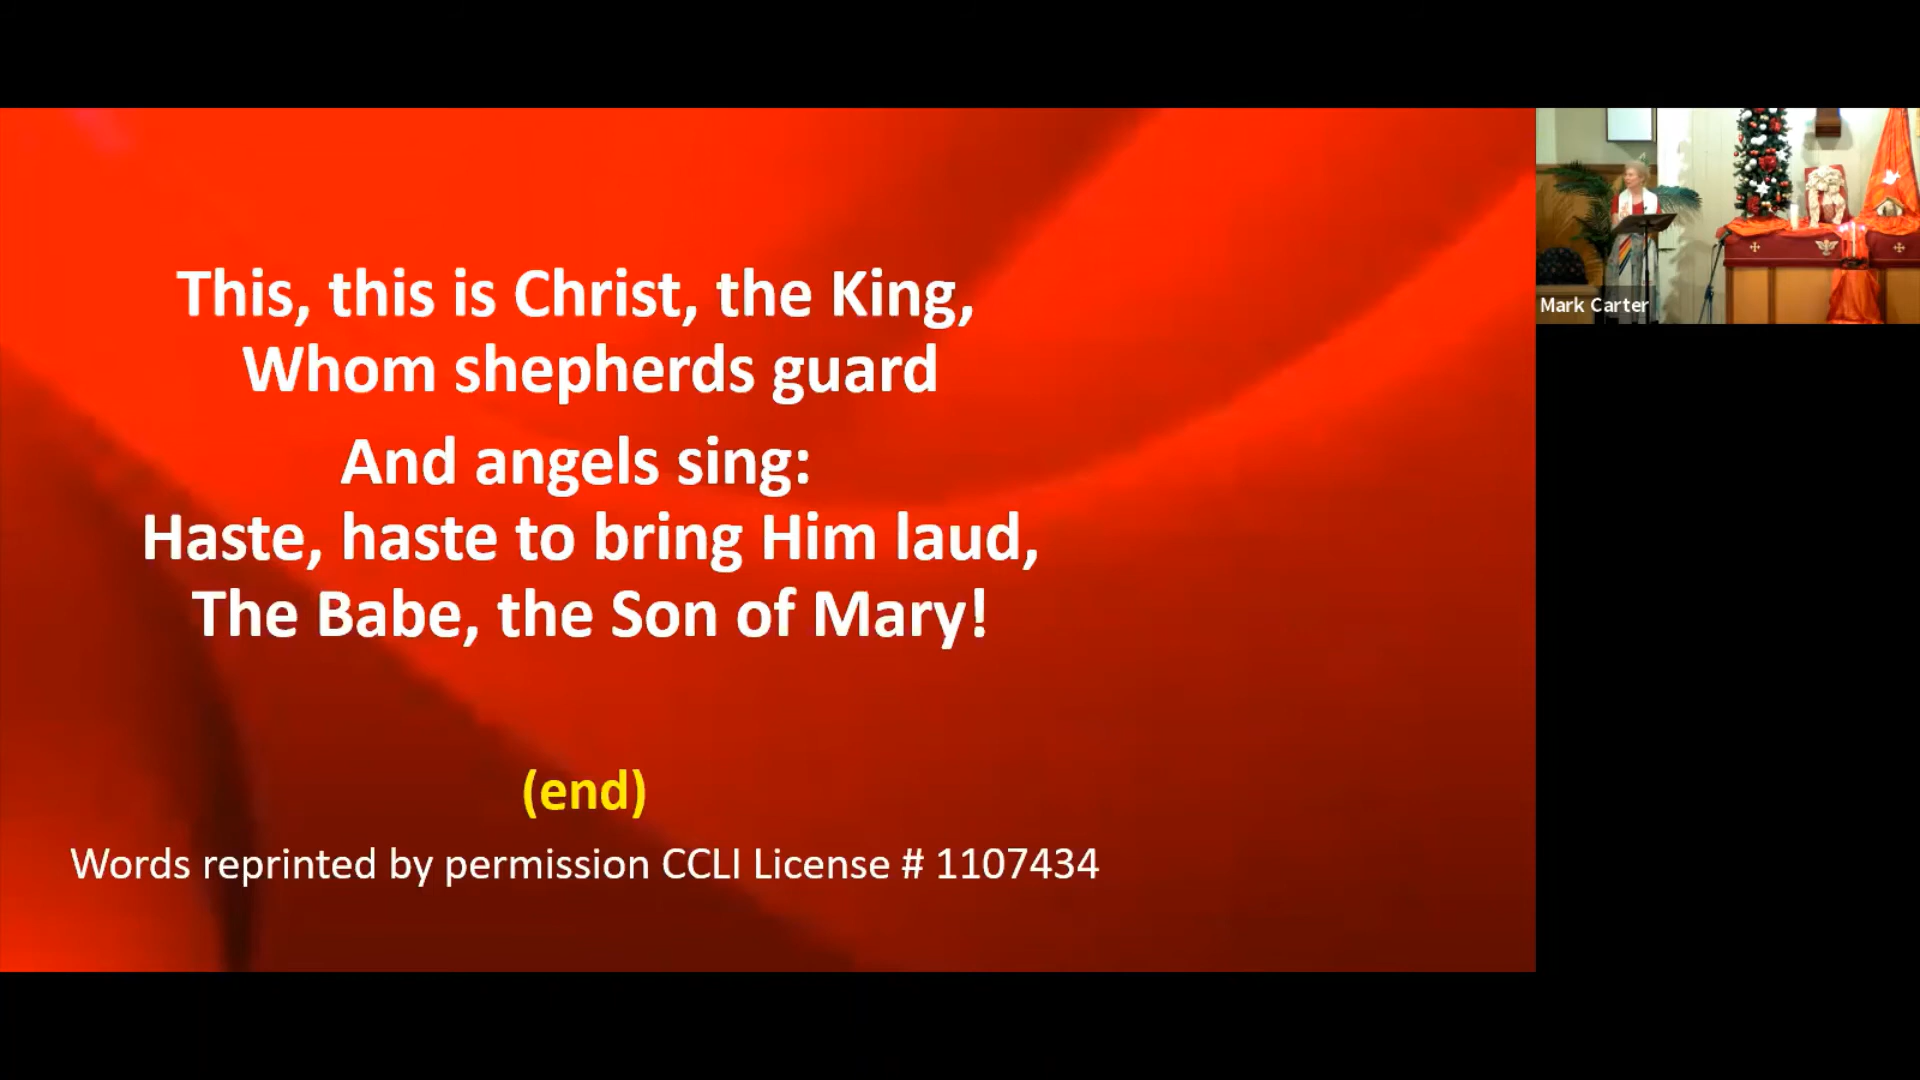 This, this is Christ, the King,
Whom shepherds guard
And angels sing:
Haste, haste to bring Him laud,
The Babe, the Son of Mary!
(end)
Words reprinted by permission CCLI License # 1107434
Mark Carter